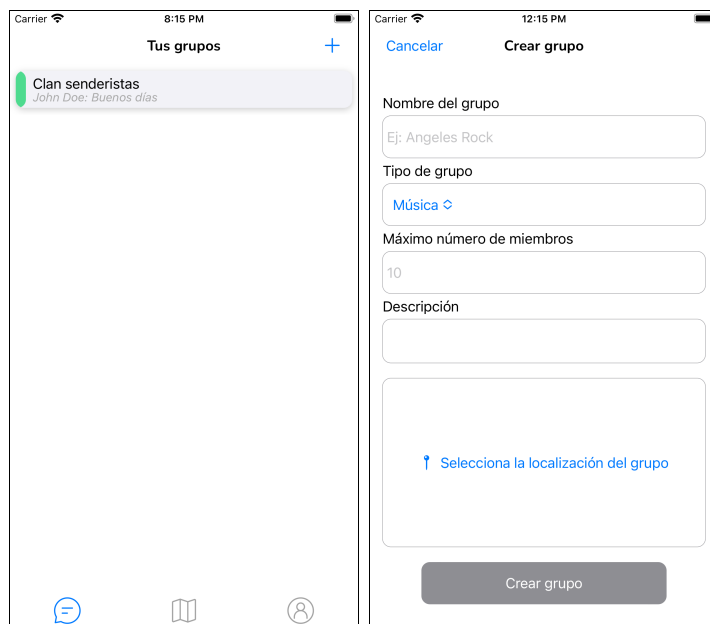 Carrier
8:15 PM
Tus grupos
Clan senderistas
John Doe: Buenos días
Carrier
12:15 PM
Cancelar
Crear grupo
Nombre del grupo
Ej: Angeles Rock
Tipo de grupo
Música
Máximo número de miembros
10
Descripción
Selecciona la localización del grupo
Crear grupo